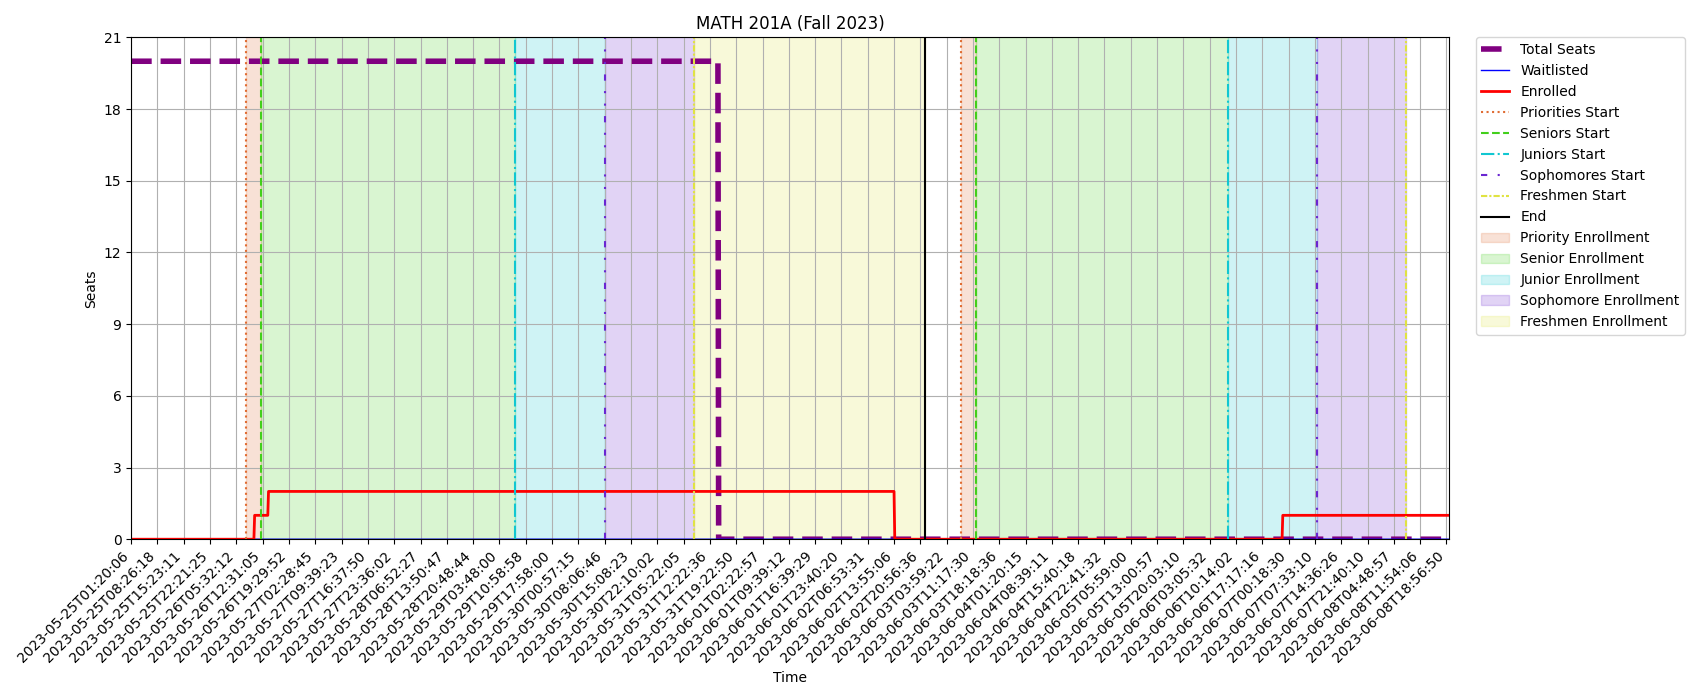 MATH 201A (Fall 2023)
21
18
15
12
9
6
3
0
Seats
2023-05-25T01:20:06
2023-05-25T08:26:18
2023-05-25T15:23:11
2023-05-25T22:21:25
2023-05-26T05:32:12
2023-05-26T12:31:05
2023-05-26T19:29:52
2023-05-27T02:28:45
2023-05-27T09:39:23
2023-05-27T16:37:50
2023-05-27T23:36:02
2023-05-28T06:52:27
2023-05-28T13:50:47
2023-05-28T20:48:44
2023-05-29T03:48:00
2023-05-29T10:58:58
2023-05-29T17:58:00
2023-05-30T00:57:15
2023-05-30T08:06:46
2023-05-30T15:08:23
2023-05-30T22:10:02
2023-05-31T05:22:05
2023-05-31T12:22:36
2023-05-31T19:22:50
2023-06-01T02:22:57
2023-06-01T09:39:12
2023-06-01T16:39:29
2023-06-01T23:40:20
2023-06-02T06:53:31
2023-06-02T13:55:06
2023-06-02T20:56:36
2023-06-03T03:59:22
2023-06-03T11:17:30
2023-06-03T18:18:36
2023-06-04T01:20:15
2023-06-04T08:39:11
2023-06-04T15:40:18
2023-06-04T22:41:32
2023-06-05T05:59:00
2023-06-05T13:00:57
2023-06-05T20:03:10
2023-06-06T03:05:32
2023-06-06T10:14:02
2023-06-06T17:17:16
2023-06-07T00:18:30
2023-06-07T07:33:10
2023-06-07T14:36:26
2023-06-07T21:40:10
2023-06-08T04:48:57
2023-06-08T11:54:06
2023-06-08T18:56:50
Time
Total Seats
Waitlisted
Enrolled
Priorities Start
Seniors Start
Juniors Start
Sophomores Start
Freshmen Start
End
Priority Enrollment
Senior Enrollment
Junior Enrollment
Sophomore Enrollment
Freshmen Enrollment